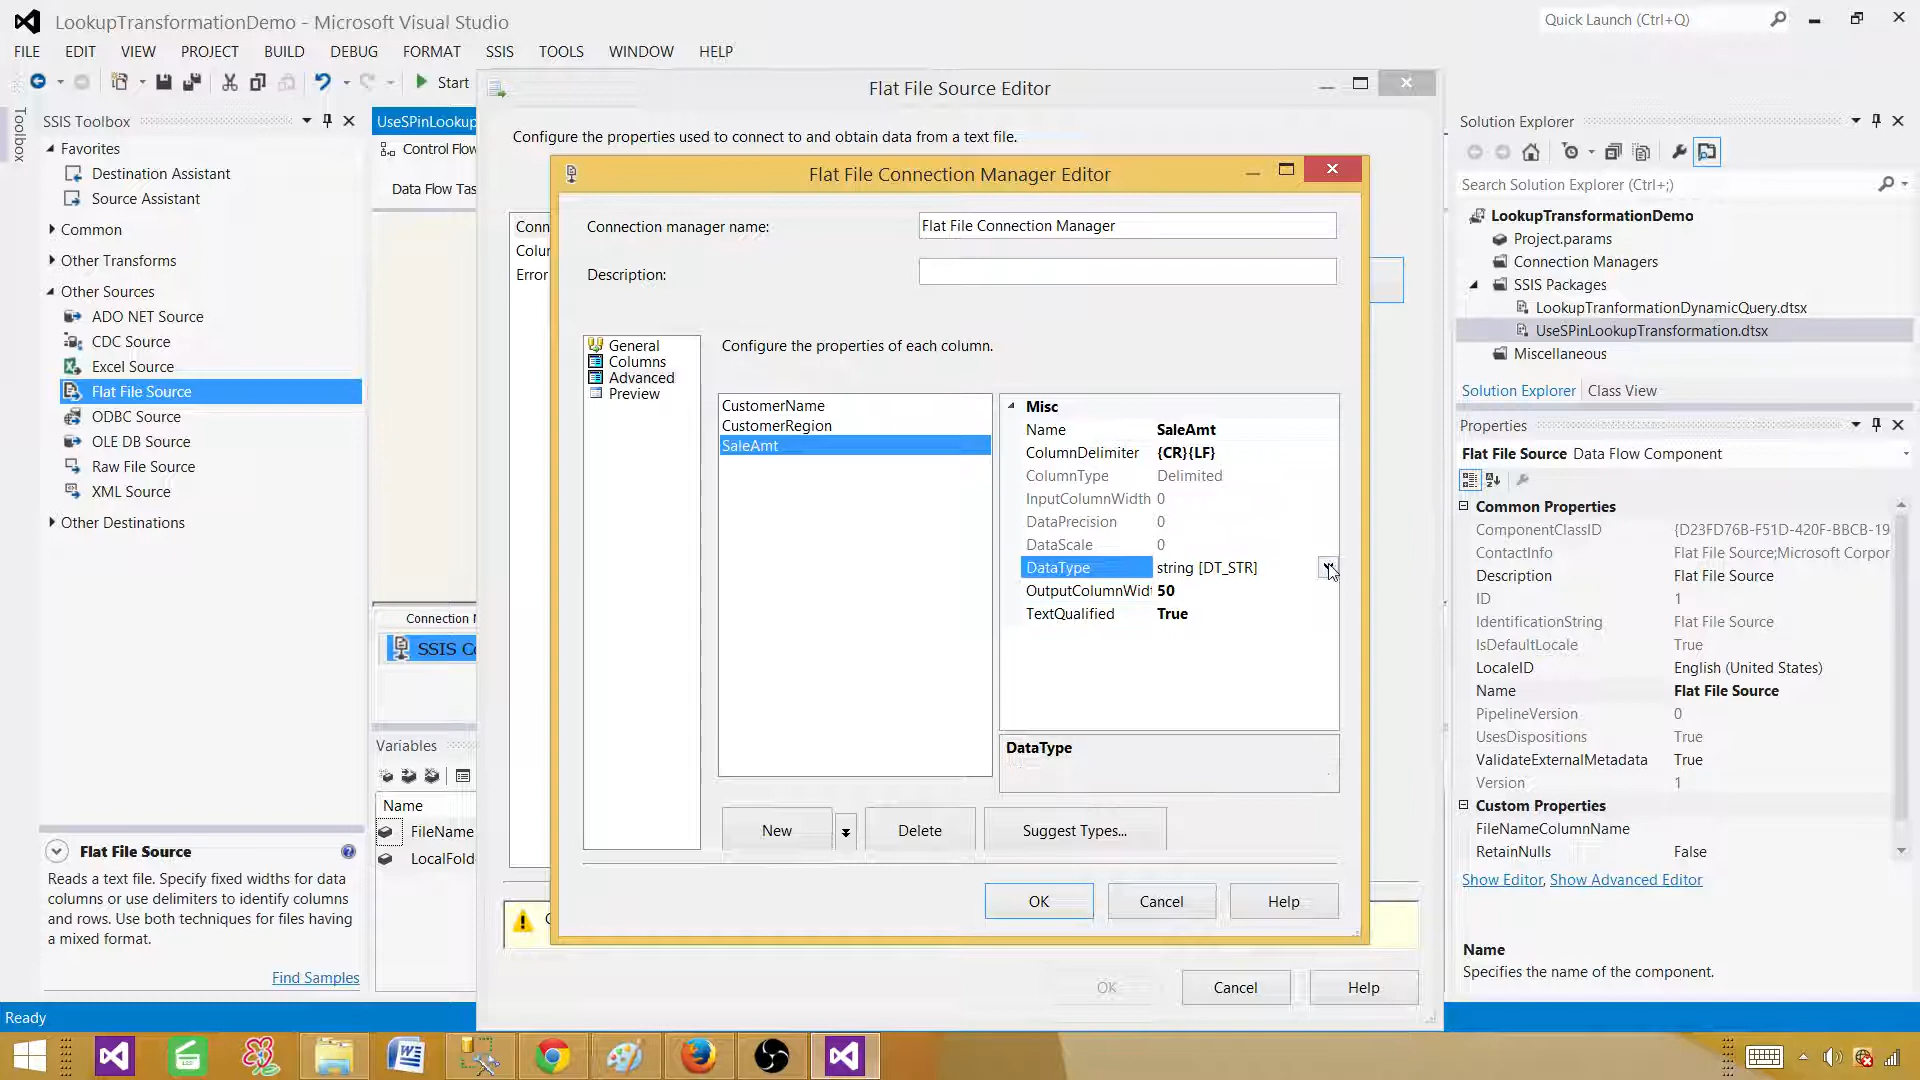 LookupTransformationDemo - Microsoft Visual Studio
Quick Launch (Ctrl+Q)
FILE EDIT VIEW PROJECT BUILD DEBUG FORMAT SSIS TOOLS WINDOW HELP
Start
Toolbox
SSIS Toolbox
Favorites
Destination Assistant
Source Assistant
Common
Other Transforms
Other Sources
ADO NET Source
CDC Source
Excel Source
Flat File Source
ODBC Source
OLE DB Source
Raw File Source
XML Source
Other Destinations
Flat File Source
Reads a text file. Specify fixed widths for data
columns or use delimiters to identify columns
and rows. Use both techniques for files having
a mixed format.
Find Samples
UseSPinLookup
Control Flow
Data Flow Tas
Connection
SSIS Co
Variables
Name
FileName
LocalFold
Flat File Source Editor
Configure the properties used to connect to and obtain data from a text file.
Conn
Colu
Error
OK Cancel Help
Flat File Connection Manager Editor
Connection manager name: Flat File Connection Manager
Description:
General
Columns
Advanced
Preview
Configure the properties of each column.
CustomerName
CustomerRegion
SaleAmt
Misc
Name SaleAmt
ColumnDelimiter {CR}{LF}
ColumnType Delimited
InputColumnWidth 0
DataPrecision 0
DataScale 0
DataType string [DT_STR]
OutputColumnWidt 50
TextQualified True
DataType
New Delete Suggest Types...
OK Cancel Help
Solution Explorer
Search Solution Explorer (Ctrl+;)
LookupTransformationDemo
Project.params
Connection Managers
SSIS Packages
LookupTranformationDynamicQuery.dtsx
UseSPinLookupTransformation.dtsx
Miscellaneous
Solution Explorer Class View
Properties
Flat File Source Data Flow Component
Common Properties
ComponentClassID {D23FD76B-F51D-420F-BBCB-19
ContactInfo Flat File Source;Microsoft Corpor
Description Flat File Source
ID 1
IdentificationString Flat File Source
IsDefaultLocale True
LocaleID English (United States)
Name Flat File Source
PipelineVersion 0
UsesDispositions True
ValidateExternalMetadata True
Version 1
Custom Properties
FileNameColumnName
RetainNulls False
Show Editor, Show Advanced Editor
Name
Specifies the name of the component.
Ready